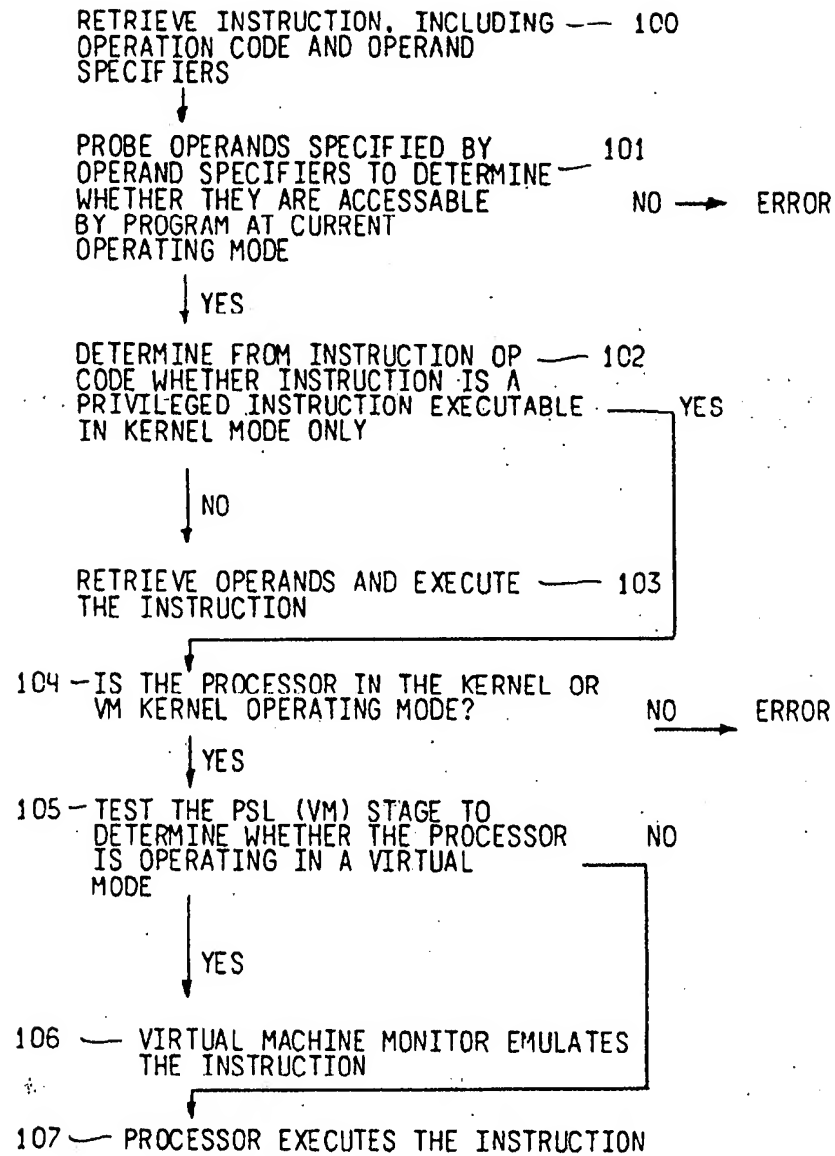 RETRIEVE INSTRUCTION, INCLUDING 100
OPERATION CODE AND OPERAND
SPECIFIERS
PROBE OPERANDS SPECIFIED BY 101
OPERAND SPECIFIERS TO DETERMINE
WHETHER THEY ARE ACCESSABLE NO ERROR
BY PROGRAM AT CURRENT
OPERATING MODE
YES
DETERMINE FROM INSTRUCTION OP 102
CODE WHETHER INSTRUCTION IS A
PRIVILEGED INSTRUCTION EXECUTABLE YES
IN KERNEL MODE ONLY
NO
RETRIEVE OPERANDS AND EXECUTE 103
THE INSTRUCTION
104 IS THE PROCESSOR IN THE KERNEL OR
VM KERNEL OPERATING MODE? NO ERROR
YES
105 TEST THE PSL (VM) STAGE TO
DETERMINE WHETHER THE PROCESSOR NO
IS OPERATING IN A VIRTUAL
MODE
YES
106 VIRTUAL MACHINE MONITOR EMULATES
THE INSTRUCTION
107 PROCESSOR EXECUTES THE INSTRUCTION